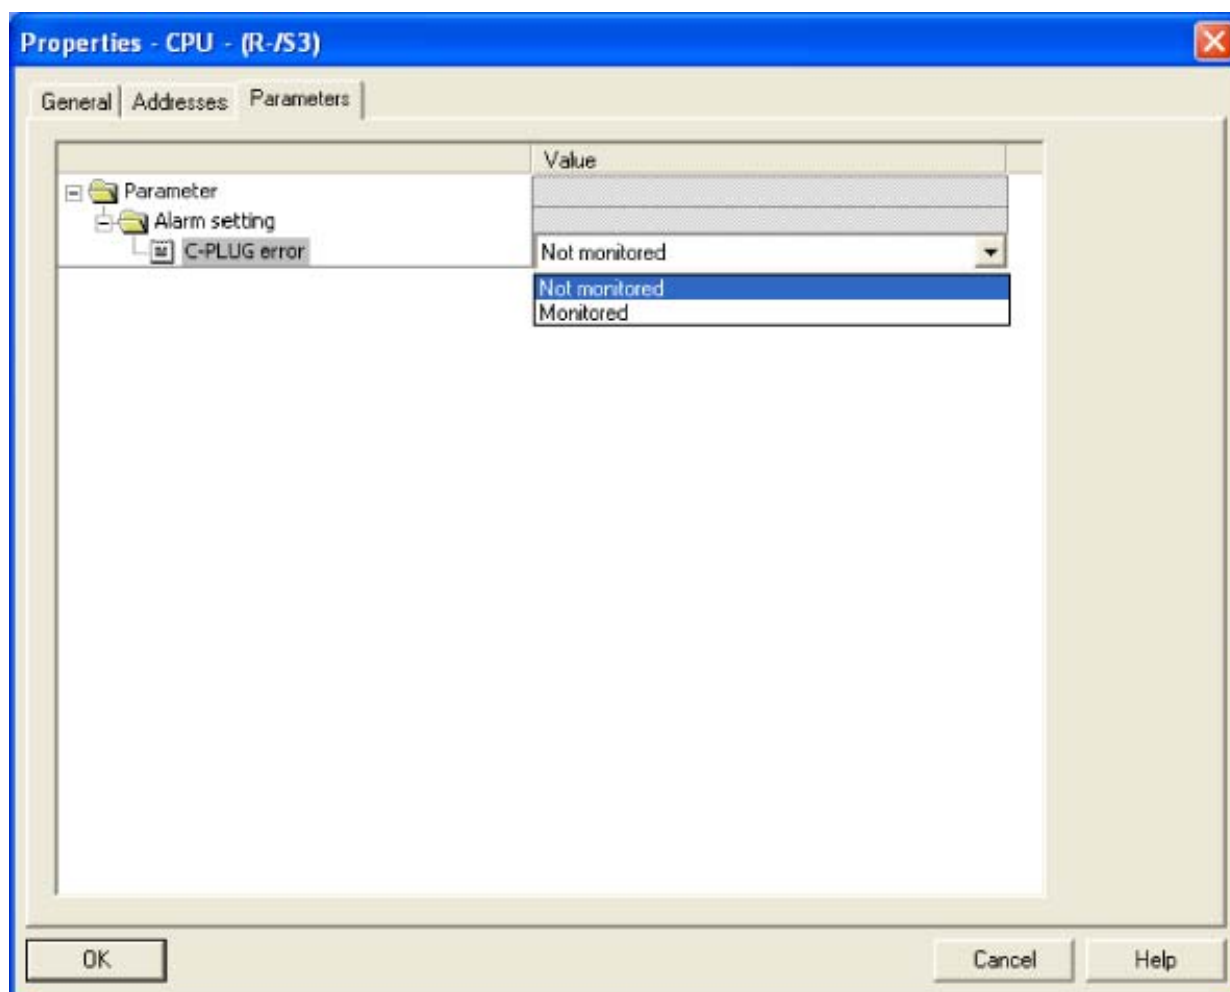 Properties - CPU - (R-/S3)
General Addresses Parameters
Value
Parameter
Alarm setting
C-PLUG error Not monitored
Not monitored
Monitored
OK Cancel Help